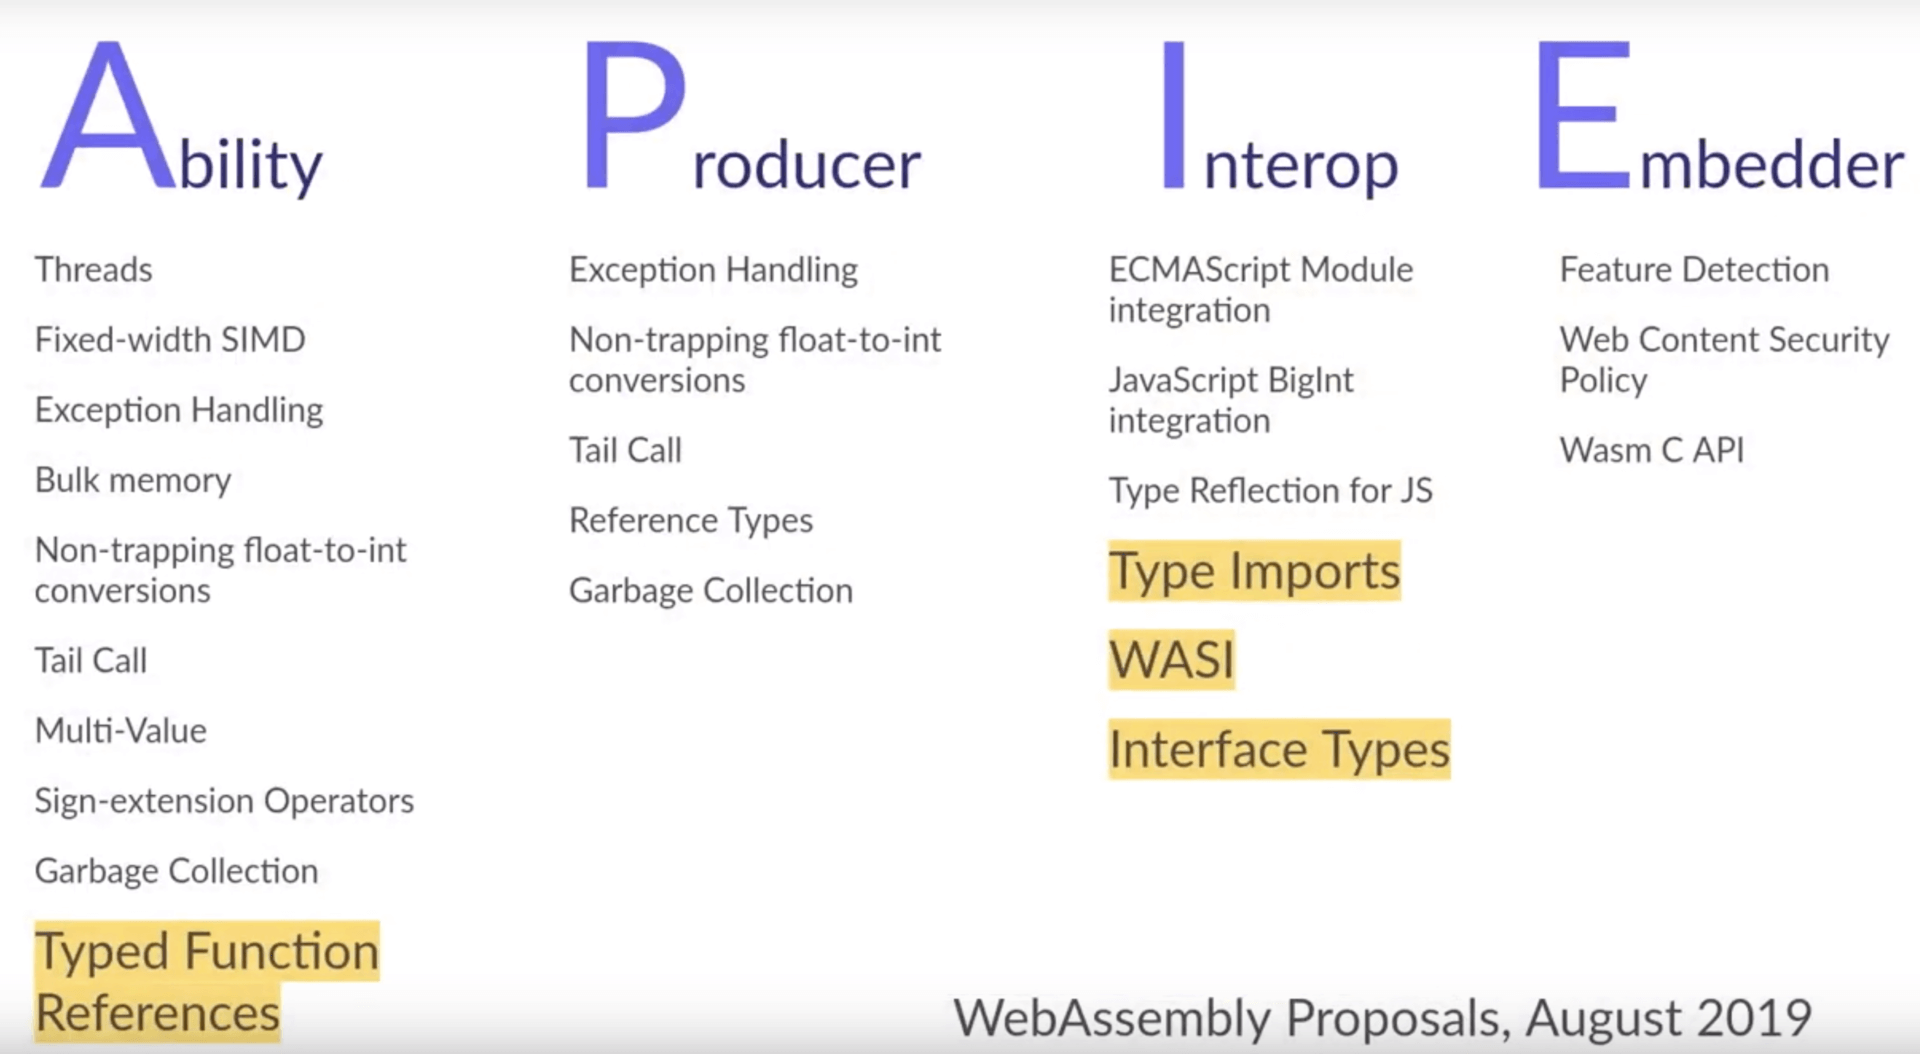 Ability
Threads
Fixed-width SIMD
Exception Handling
Bulk memory
Non-trapping float-to-int
conversions
Tail Call
Multi-Value
Sign-extension Operators
Garbage Collection
Typed Function
References
Producer
Exception Handling
Non-trapping float-to-int
conversions
Tail Call
Reference Types
Garbage Collection
Interop
ECMAScript Module
integration
JavaScript BigInt
integration
Type Reflection for JS
Type Imports
WASI
Interface Types
Embedder
Feature Detection
Web Content Security
Policy
Wasm C API
WebAssembly Proposals, August 2019